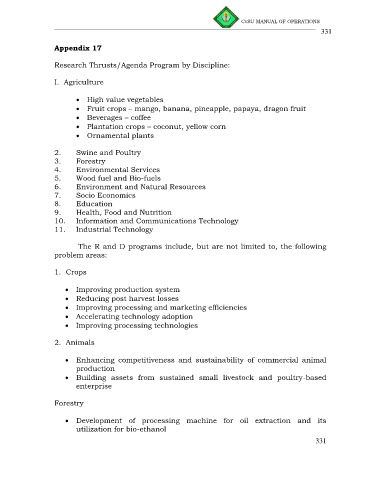 CvSU MANUAL OF OPERATIONS
331
Appendix 17
Research Thrusts/Agenda Program by Discipline:
I. Agriculture
• High value vegetables
• Fruit crops – mango, banana, pineapple, papaya, dragon fruit
• Beverages – coffee
• Plantation crops – coconut, yellow corn
• Ornamental plants
2. Swine and Poultry
3. Forestry
4. Environmental Services
5. Wood fuel and Bio-fuels
6. Environment and Natural Resources
7. Socio Economics
8. Education
9. Health, Food and Nutrition
10. Information and Communications Technology
11. Industrial Technology
The R and D programs include, but are not limited to, the following
problem areas:
1. Crops
• Improving production system
• Reducing post harvest losses
• Improving processing and marketing efficiencies
• Accelerating technology adoption
• Improving processing technologies
2. Animals
• Enhancing competitiveness and sustainability of commercial animal
production
• Building assets from sustained small livestock and poultry-based
enterprise
Forestry
• Development of processing machine for oil extraction and its
utilization for bio-ethanol
331